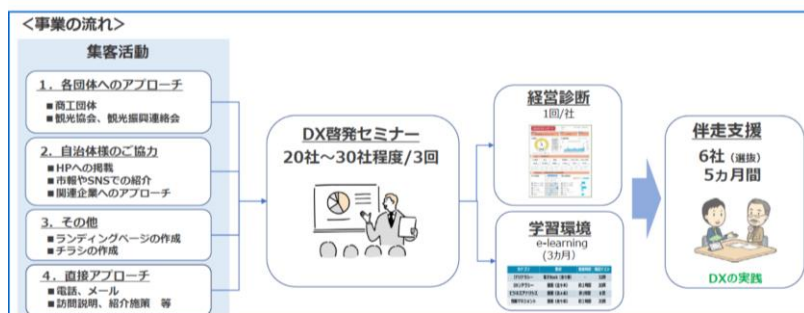 <事業の流れ>
集客活動
1．各団体へのアプローチ
■商工団体
■観光協会、観光振興連絡会
2．自治体様のご協力
■HPへの掲載
■市報やSNSでの紹介
■関連企業へのアプローチ
3．その他
■ランディングページの作成
■チラシの作成
4．直接アプローチ
■電話、メール
■訪問説明、紹介施策 等
DX啓発セミナー
20社～30社程度/3回
経営診断
1回/社
学習環境
e-learning
(3カ月)
伴走支援
6社（選抜）
5ヵ月間
DXの実践